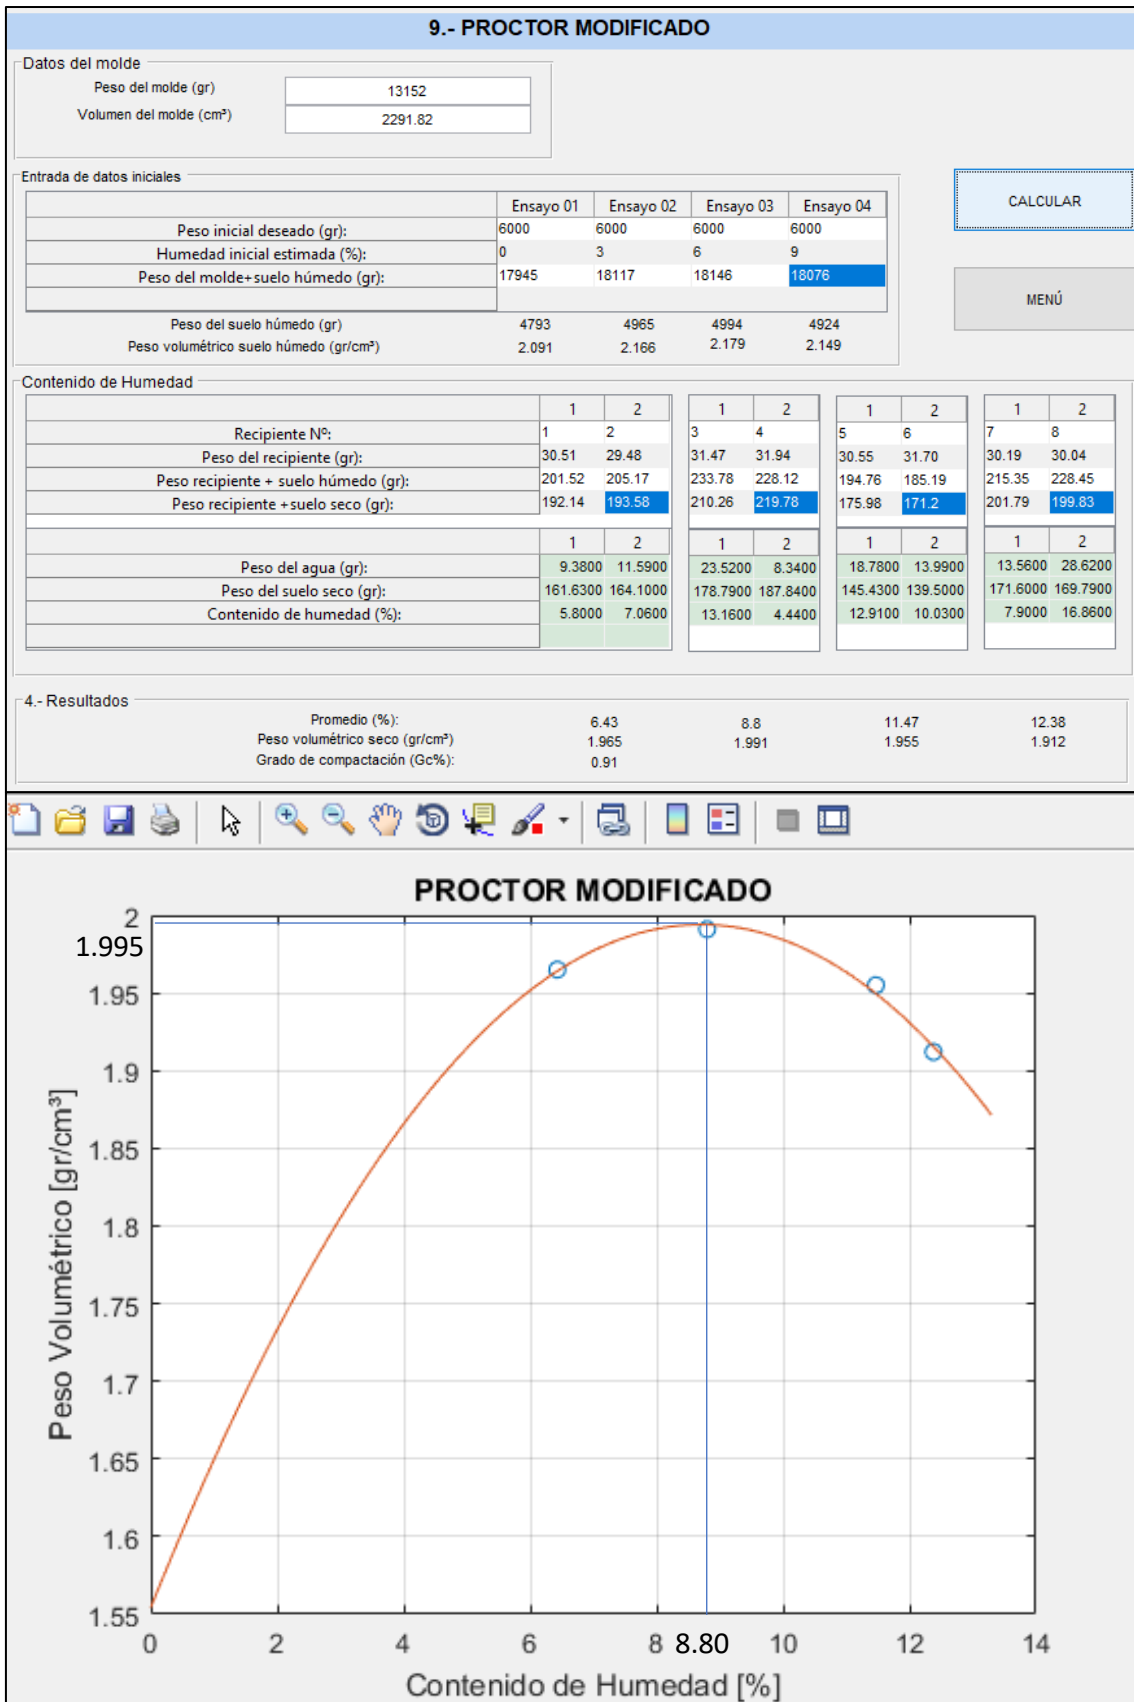 9.- PROCTOR MODIFICADO
Datos del molde
Peso del molde (gr) 13152
Volumen del molde (cm³) 2291.82
Entrada de datos iniciales
Ensayo 01 Ensayo 02 Ensayo 03 Ensayo 04
Peso inicial deseado (gr): 6000 6000 6000 6000
Humedad inicial estimada (%): 0 3 6 9
Peso del molde+suelo húmedo (gr): 17945 18117 18146 18076
Peso del suelo húmedo (gr) 4793 4965 4994 4924
Peso volumétrico suelo húmedo (gr/cm³) 2.091 2.166 2.179 2.149
CALCULAR
MENÚ
Contenido de Humedad
1 2 1 2 1 2 1 2
Recipiente Nº: 1 2 3 4 5 6 7 8
Peso del recipiente (gr): 30.51 29.48 31.47 31.94 30.55 31.70 30.19 30.04
Peso recipiente + suelo húmedo (gr): 201.52 205.17 233.78 228.12 194.76 185.19 215.35 228.45
Peso recipiente +suelo seco (gr): 192.14 193.58 210.26 219.78 175.98 171.2 201.79 199.83
1 2 1 2 1 2 1 2
Peso del agua (gr): 9.3800 11.5900 23.5200 8.3400 18.7800 13.9900 13.5600 28.6200
Peso del suelo seco (gr): 161.6300 164.1000 178.7900 187.8400 145.4300 139.5000 171.6000 169.7900
Contenido de humedad (%): 5.8000 7.0600 13.1600 4.4400 12.9100 10.0300 7.9000 16.8600
4.- Resultados
Promedio (%): 6.43 8.8 11.47 12.38
Peso volumétrico seco (gr/cm³) 1.965 1.991 1.955 1.912
Grado de compactación (Gc%): 0.91
PROCTOR MODIFICADO
2
1.995
1.95
1.9
1.85
1.8
1.75
1.7
1.65
1.6
1.55
Peso Volumétrico [gr/cm³]
0 2 4 6 8 8.80 10 12 14
Contenido de Humedad [%]